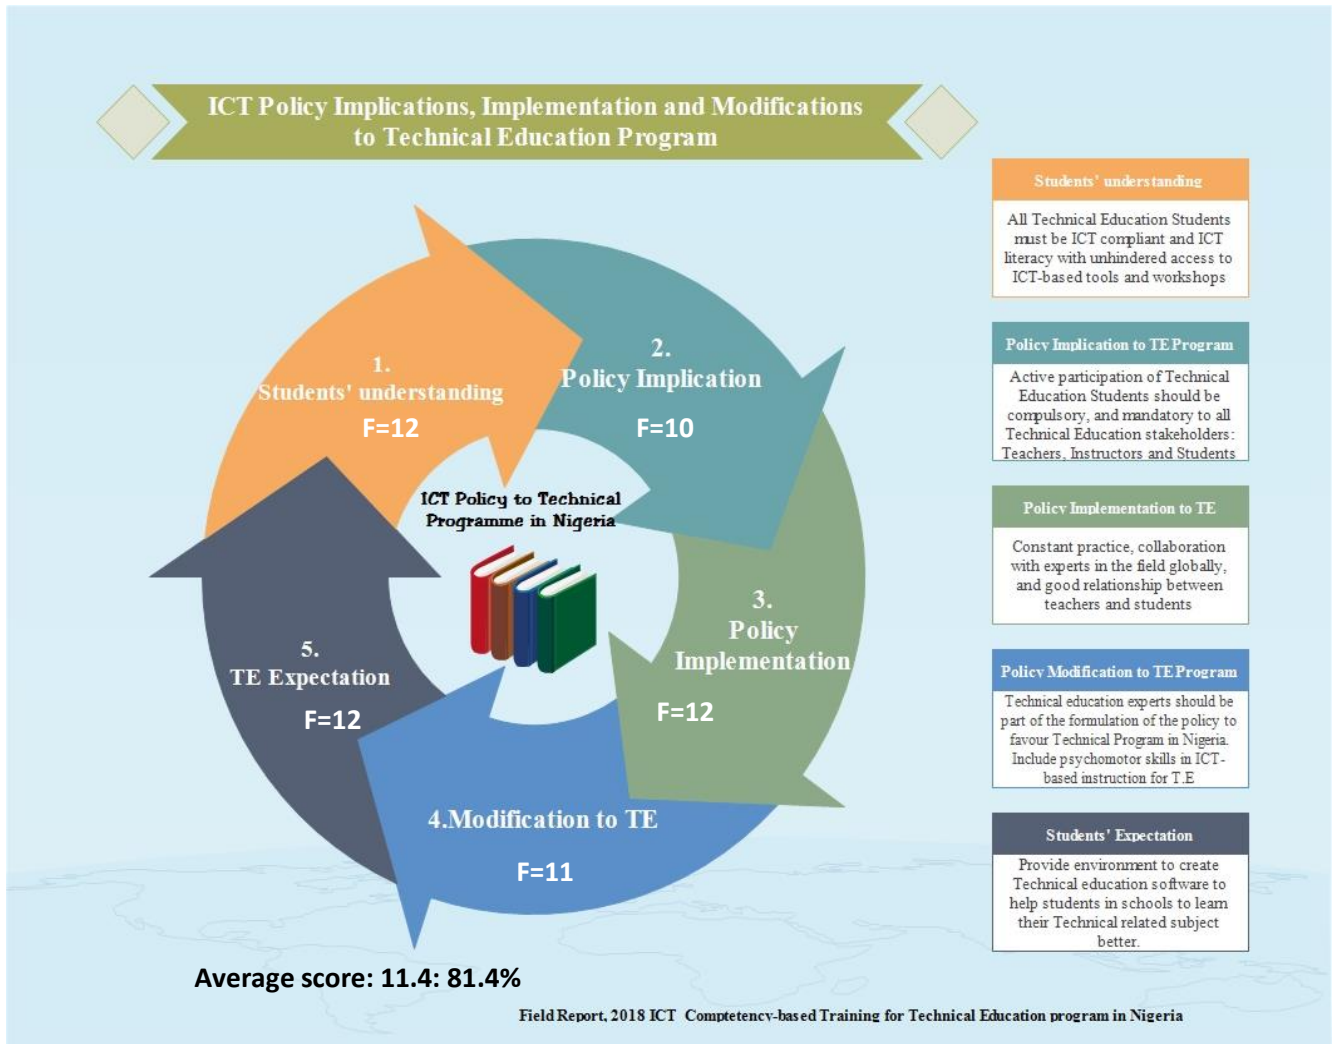 ICT Policy Implications, Implementation and Modifications
to Technical Education Program
1.
Students' understanding
F=12
2.
Policy Implication
F=10
ICT Policy to Technical
Programme in Nigeria
3.
Policy
Implementation
F=12
4.Modification to TE
F=11
5.
TE Expectation
F=12
Average score: 11.4: 81.4%
Students' understanding
All Technical Education Students
must be ICT compliant and ICT
literacy with unhindered access to
ICT-based tools and workshops
Policy Implication to TE Program
Active participation of Technical
Education Students should be
compulsory, and mandatory to all
Technical Education stakeholders:
Teachers, Instructors and Students
Policy Implementation to TE
Constant practice, collaboration
with experts in the field globally,
and good relationship between
teachers and students
Policy Modification to TE Program
Technical education experts should be
part of the formulation of the policy to
favour Technical Program in Nigeria.
Include psychomotor skills in ICT-
based instruction for T.E
Students' Expectation
Provide environment to create
Technical education software to
help students in schools to learn
their Technical related subject
better.
Field Report, 2018 ICT Comptetency-based Training for Technical Education program in Nigeria